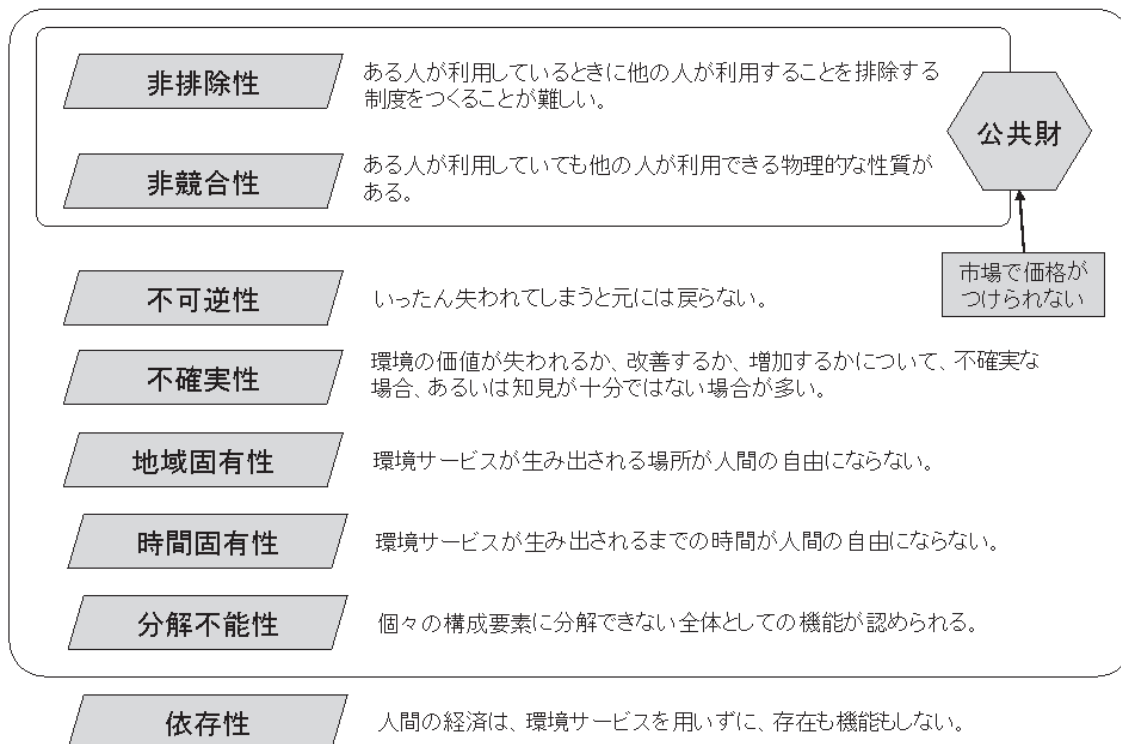 非排除性
ある人が利用しているときに他の人が利用することを排除する
制度をつくることが難しい。
公共財
非競合性
ある人が利用していても他の人が利用できる物理的な性質が
ある。
市場で価格が
つけられない
不可逆性
いったん失われてしまうと元には戻らない。
不確実性
環境の価値が失われるか、改善するか、増加するかについて、不確実な
場合、あるいは知見が十分ではない場合が多い。
地域固有性
環境サービスが生み出される場所が人間の自由にならない。
時間固有性
環境サービスが生み出されるまでの時間が人間の自由にならない。
分解不能性
個々の構成要素に分解できない全体としての機能が認められる。
依存性
人間の経済は、環境サービスを用いずに、存在も機能もしない。